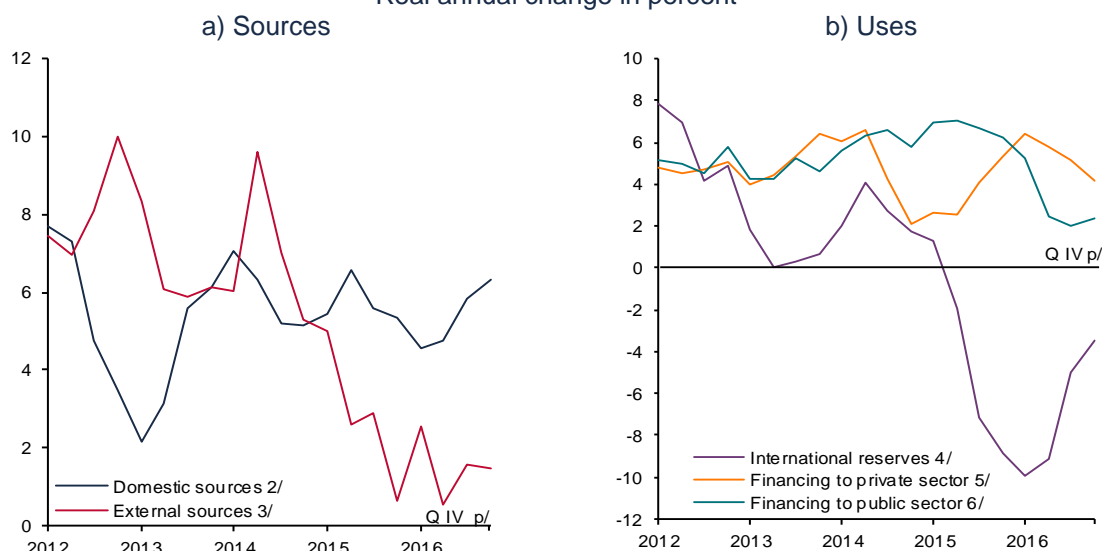 Real annual change in percent
a) Sources
12
10
8
6
4
2
0
2012 2013 2014 2015 2016
Domestic sources 2/
External sources 3/
Q IV p/
b) Uses
10
8
6
4
2
0
-2
-4
-6
-8
-10
-12
2012 2013 2014 2015 2016
Q IV p/
International reserves 4/
Financing to private sector 5/
Financing to public sector 6/